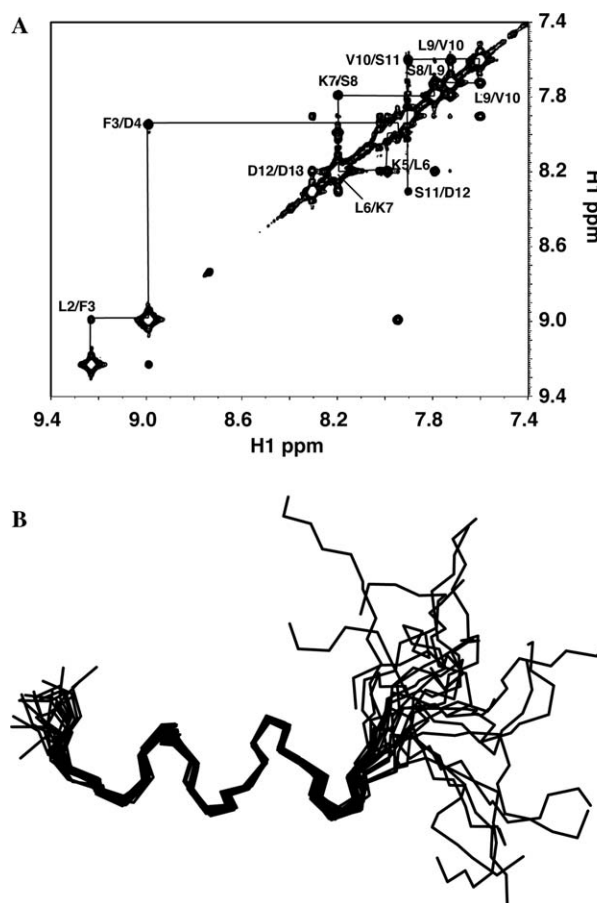 A
7.4
L9/V10
V10/S11
S8/L9
K7/S8
L9/V10
7.8
F3/D4
D12/D13
K5/L6
8.2
L6/K7
S11/D12
H1 ppm
8.6
L2/F3
9.0
9.4
9.4 9.0 8.6 8.2 7.8 7.4
H1 ppm
B